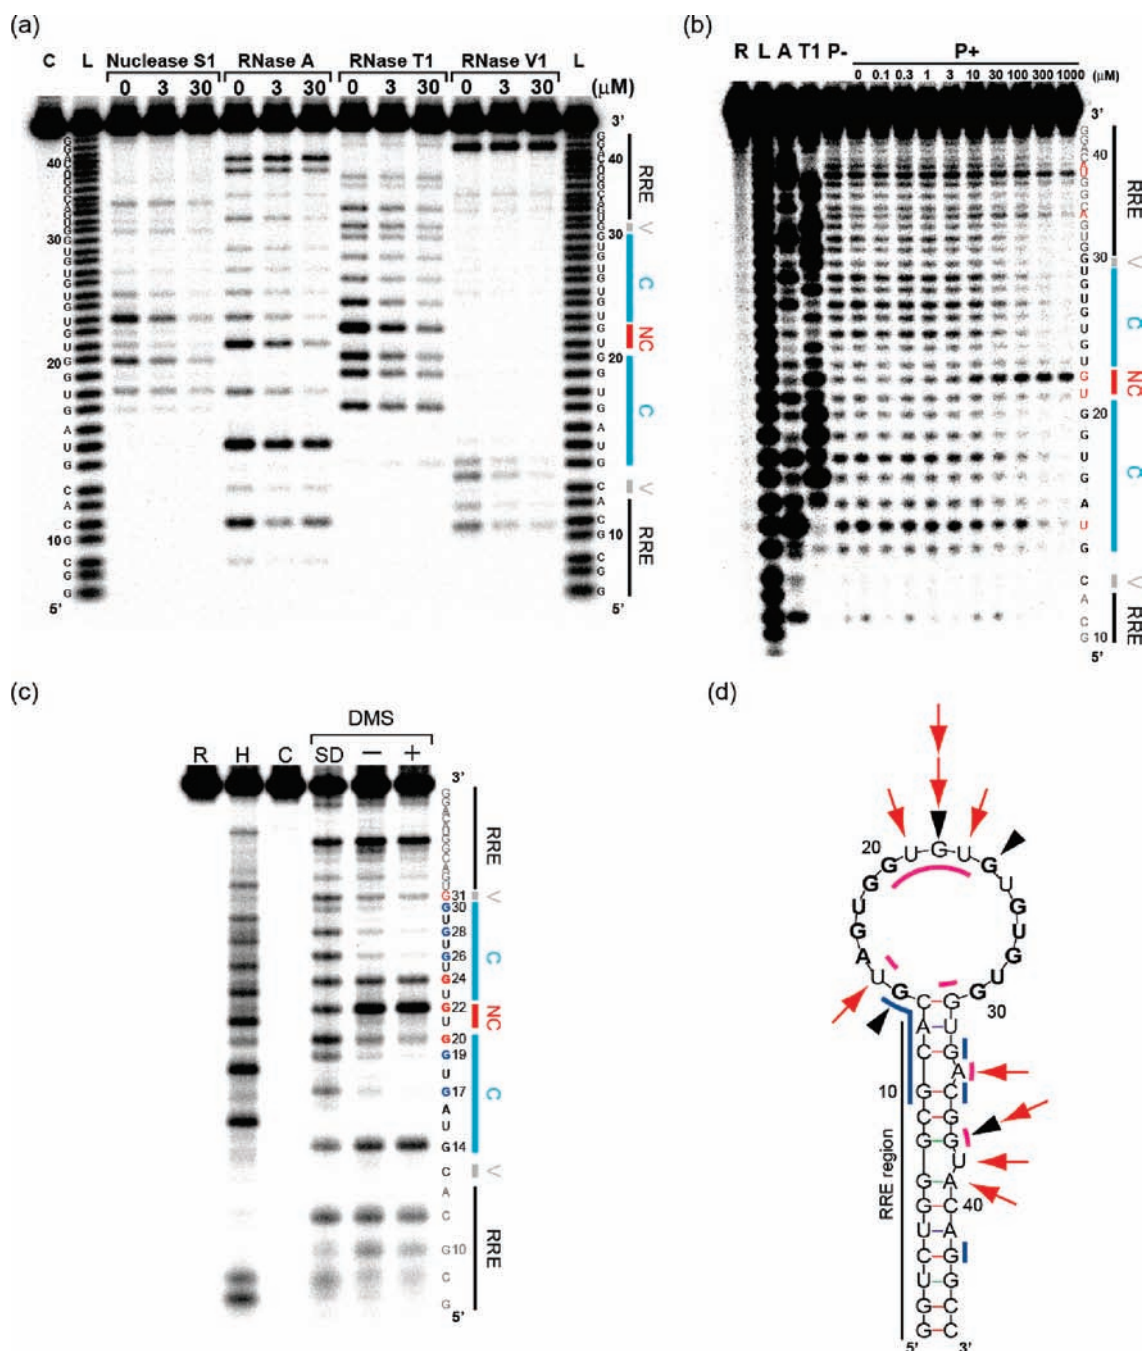 (a)
C L Nuclease S1 RNase A RNase T1 RNase V1 L
0 3 30 0 3 30 0 3 30 0 3 30 (μM)
3'
40
30
20
10
5'
40
30
20
10
3'
5'
RRE
V
C
NC
C
V
RRE
(b)
R L A T1 P- P+
0 0.1 0.3 1 3 10 30 100 300 1000 (μM)
3'
G
G
A
C
A
U
G
G
C
A
G
U
G
30
G
U
G
U
G
U
G
U
G
U
G 20
G
U
G
A
U
G
C
A
C
G 10
5'
40
RRE
V
C
NC
C
V
RRE
(c)
DMS
R H C SD − +
3'
G
G
A
C
A
U
G
G
C
A
G
U
G31
G30
U
G28
U
G26
U
G24
U
G22
U
G20
G19
U
G17
A
U
G14
C
A
C
G10
C
G
5'
RRE
V
C
NC
C
V
RRE
(d)
20
30
10
40
G G U C U G G G C G C A C G U A G U G G U G U G U G U G U G G U G A C G G U A C A G G C C
RRE region
5' 3'